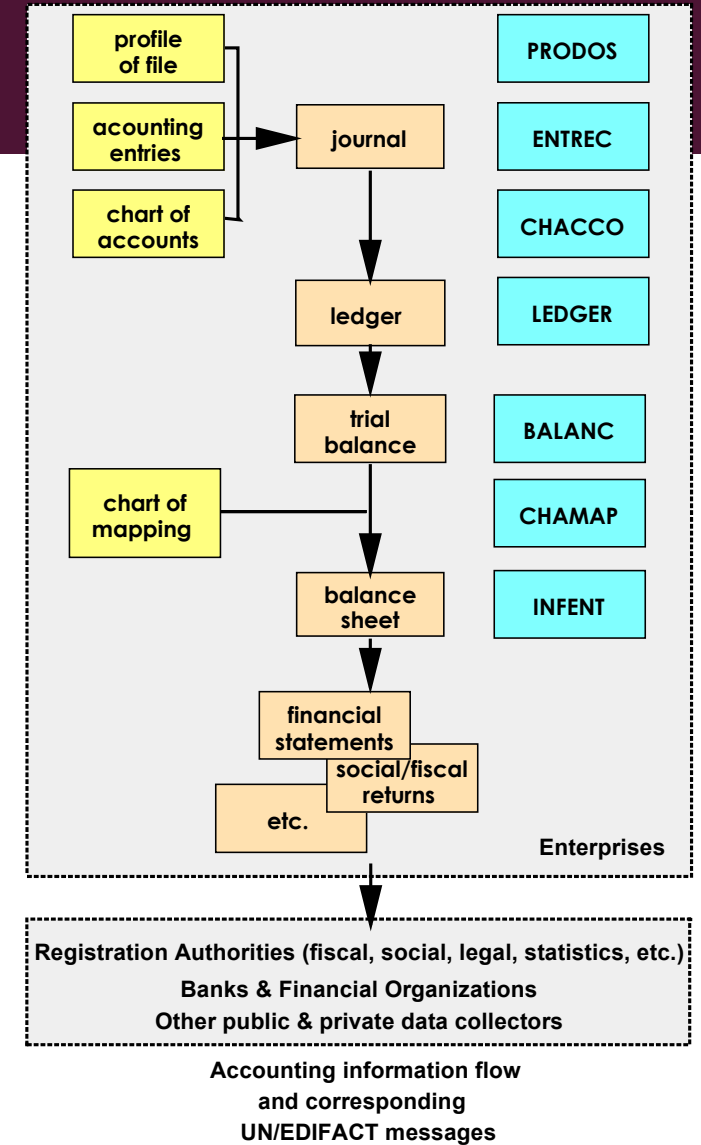 profile
of file
PRODOS
acounting
entries
journal
ENTREC
chart of
accounts
CHACCO
ledger
LEDGER
trial
balance
BALANC
chart of
mapping
CHAMAP
balance
sheet
INFENT
financial
statements
social/fiscal
returns
etc.
Enterprises
Registration Authorities (fiscal, social, legal, statistics, etc.)
Banks & Financial Organizations
Other public & private data collectors
Accounting information flow
and corresponding
UN/EDIFACT messages